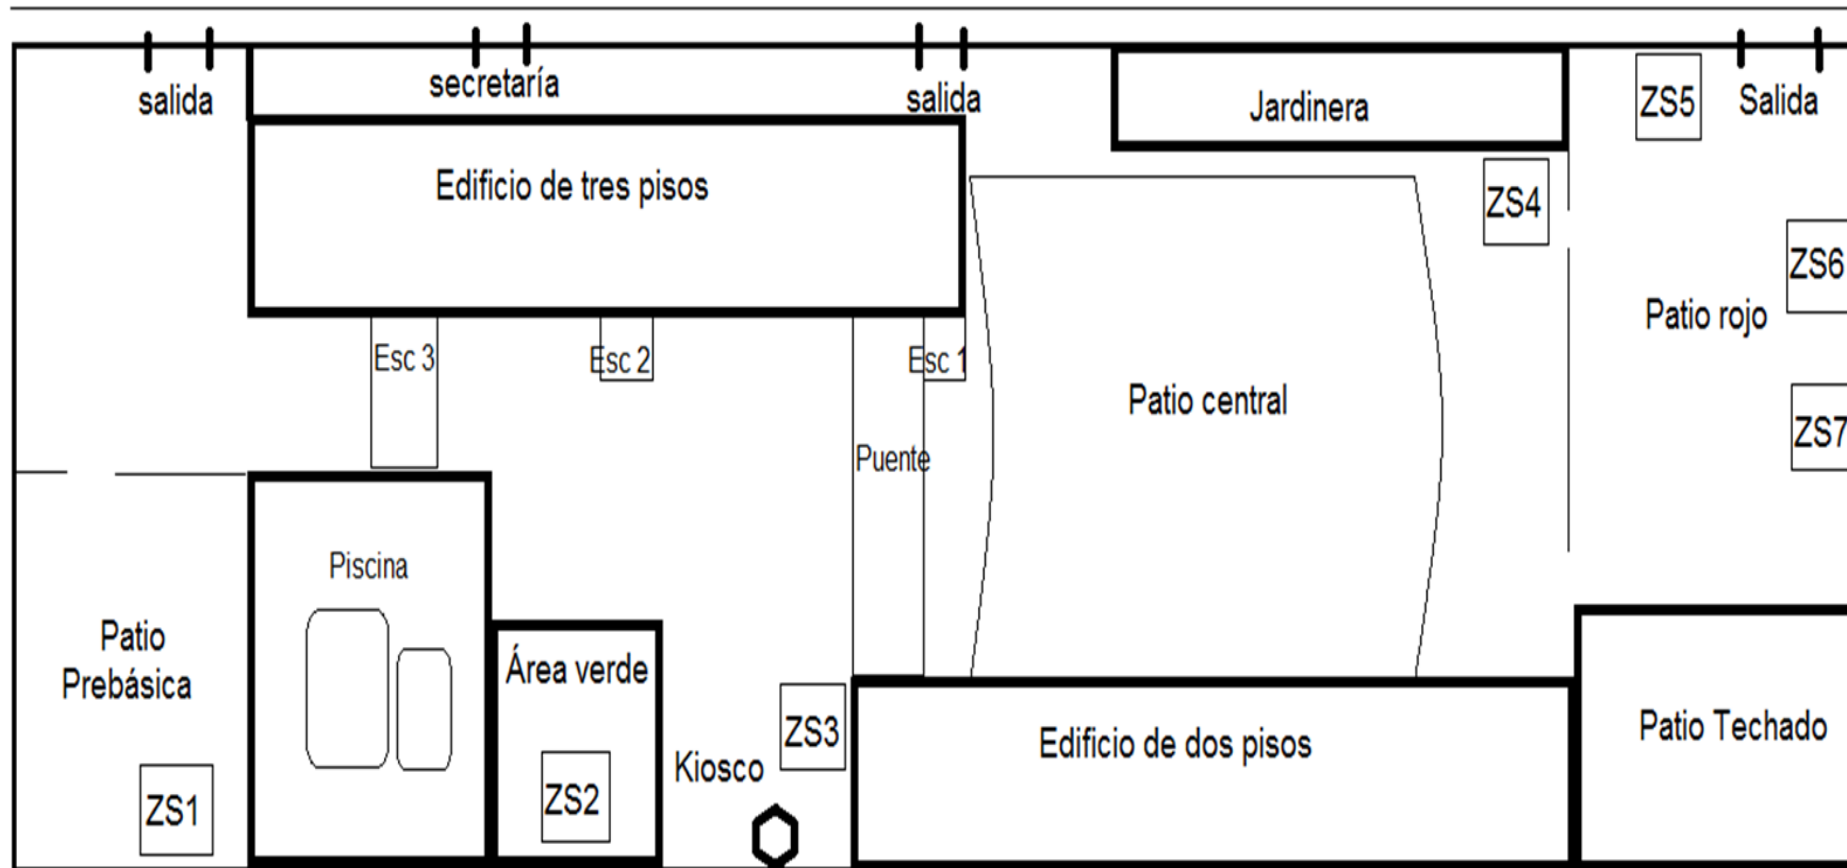 salida
secretaría
salida
Jardinera
ZS5
Salida
Edificio de tres pisos
ZS4
ZS6
Patio rojo
Esc 3
Esc 2
Esc 1
Patio central
Puente
ZS7
Piscina
Patio
Prebásica
Área verde
ZS3
Edificio de dos pisos
Patio Techado
Kiosco
ZS1
ZS2